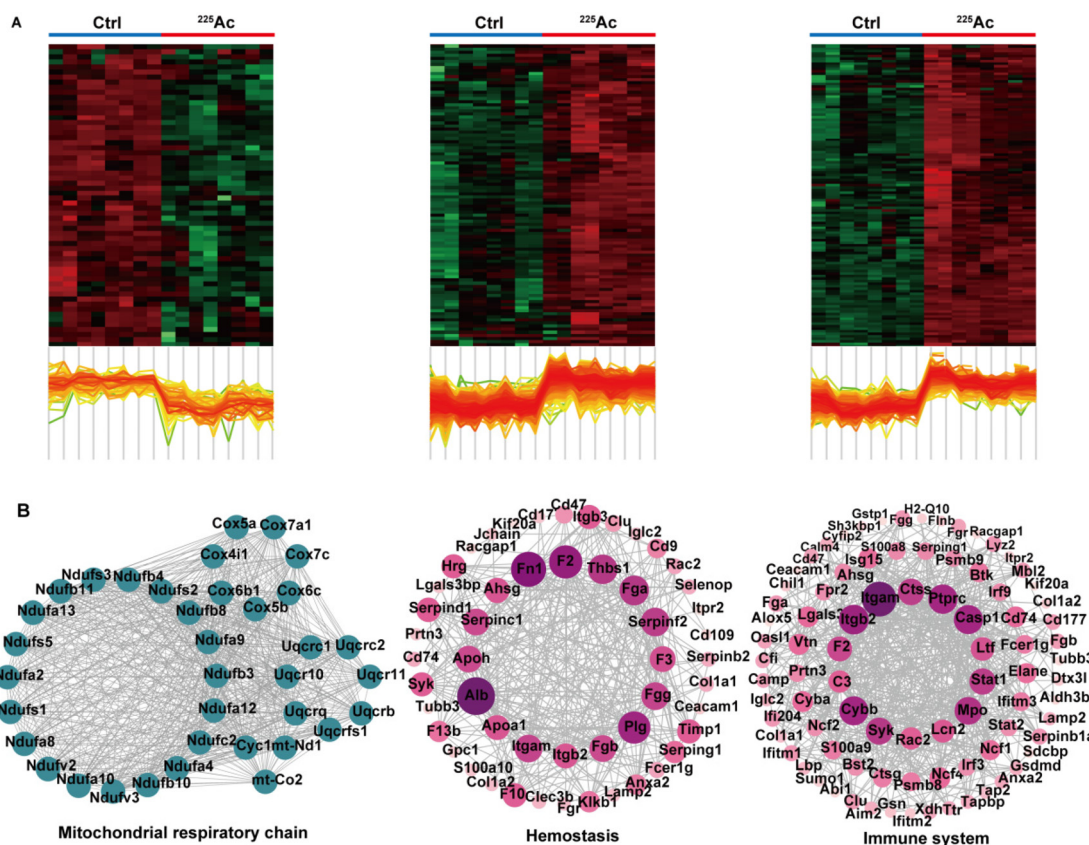 A
Ctrl
²²⁵Ac
Ctrl
²²⁵Ac
Ctrl
²²⁵Ac
B
Cox5a
Cox7a1
Cox4i1
Cox7c
Ndufs3
Ndufb4
Ndufb11
Ndufs2
Cox6b1
Cox6c
Ndufa13
Ndufb8
Cox5b
Ndufs5
Ndufa9
Uqcrc1
Uqcrc2
Ndufa2
Ndufb3
Uqcr10
Uqcr11
Ndufs1
Ndufa12
Uqcrq
Uqcrb
Uqcrfs1
Ndufa8
Ndufc2
Cyc1
mt-Nd1
Ndufv2
Ndufa4
Ndufa10
Ndufb10
mt-Co2
Ndufv3
Mitochondrial respiratory chain
Cd47
Cd17
Itgb3
Kif20a
Clu
Jchain
Iglc2
Racgap1
Fn1
F2
Thbs1
Cd9
Hrg
Rac2
Lgals3bp
Ahsg
Fga
Selenop
Serpind1
Serpinc1
Serpinf2
Itpr2
Prtn3
Cd109
Cd74
Apoh
F3
Serpinb2
Syk
Alb
Fgg
Col1a1
Tubb3
Ceacam1
F13b
Apoa1
Plg
Timp1
Gpc1
Itgam
Itgb2
Fgb
Serping1
S100a10
Fcer1g
Col1a2
Anxa2
F10
Clec3b
Lamp2
Fgr
Klkb1
Hemostasis
H2-Q10
Gstp1
Fgg
Flnb
Sh3kbp1
Fgr
Racgap1
Cyfip2
S100a8
Serping1
Lyz2
Calm4
Isg15
Psmb9
Itpr2
Cd47
Ctss
Btk
Mbl2
Ceacam1
Ahsg
Itgam
Ptprc
Irf9
Kif20a
Chil1
Fpr2
Col1a2
Fga
Lgals3
Itgb2
Casp1
Cd74
Cd177
Alox5
Fgb
Oasl1
Vtn
F2
Ltf
Fcer1g
Tubb3
Cfi
Prtn3
C3
Stat1
Elane
Dtx3l
Camp
Cyba
Ifitm3
Aldh3b
Iglc2
Cybb
Mpo
Lamp2
Ifi204
Ncf2
Syk
Rac2
Lcn2
Stat2
Serpinb1a
Col1a1
S100a9
Ncf1
Sdcbp
Ifitm1
Bst2
Irf3
Gsdmd
Lbp
Ctsg
Psmb8
Ncf4
Anxa2
Sumo1
Tap2
Abi1
Tapbp
Clu
Gsn
Xdh
Ttr
Aim2
Ifitm2
Immune system